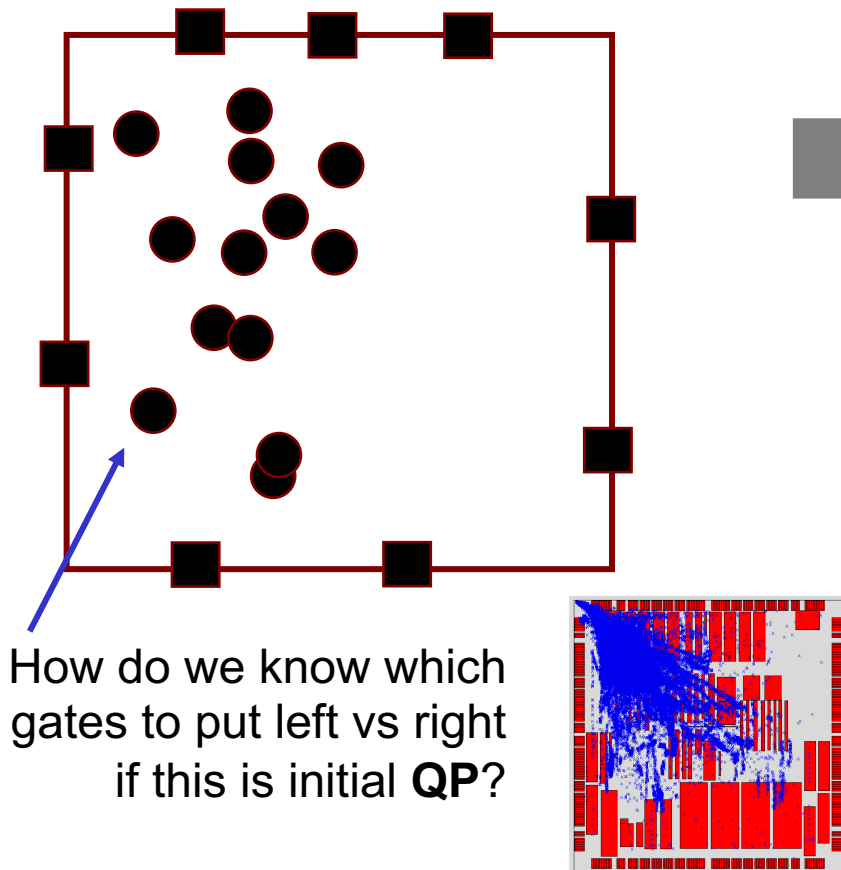 How do we know which
gates to put left vs right
if this is initial QP?